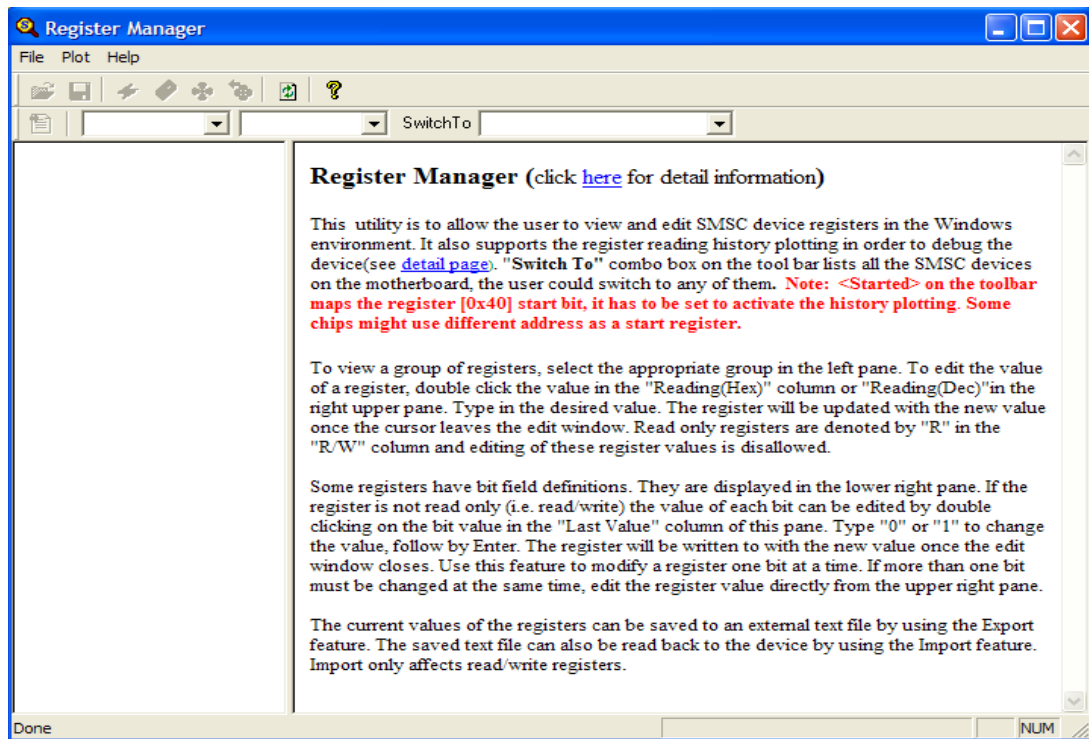 Register Manager
File Plot Help
SwitchTo
Register Manager (click here for detail information)
This utility is to allow the user to view and edit SMSC device registers in the Windows
environment. It also supports the register reading history plotting in order to debug the
device(see detail page). "Switch To" combo box on the tool bar lists all the SMSC devices
on the motherboard, the user could switch to any of them. Note: <Started> on the toolbar
maps the register [0x40] start bit, it has to be set to activate the history plotting. Some
chips might use different address as a start register.
To view a group of registers, select the appropriate group in the left pane. To edit the value
of a register, double click the value in the "Reading(Hex)" column or "Reading(Dec)"in the
right upper pane. Type in the desired value. The register will be updated with the new value
once the cursor leaves the edit window. Read only registers are denoted by "R" in the
"R/W" column and editing of these register values is disallowed.
Some registers have bit field definitions. They are displayed in the lower right pane. If the
register is not read only (i.e. read/write) the value of each bit can be edited by double
clicking on the bit value in the "Last Value" column of this pane. Type "0" or "1" to change
the value, follow by Enter. The register will be written to with the new value once the edit
window closes. Use this feature to modify a register one bit at a time. If more than one bit
must be changed at the same time, edit the register value directly from the upper right pane.
The current values of the registers can be saved to an external text file by using the Export
feature. The saved text file can also be read back to the device by using the Import feature.
Import only affects read/write registers.
Done
NUM